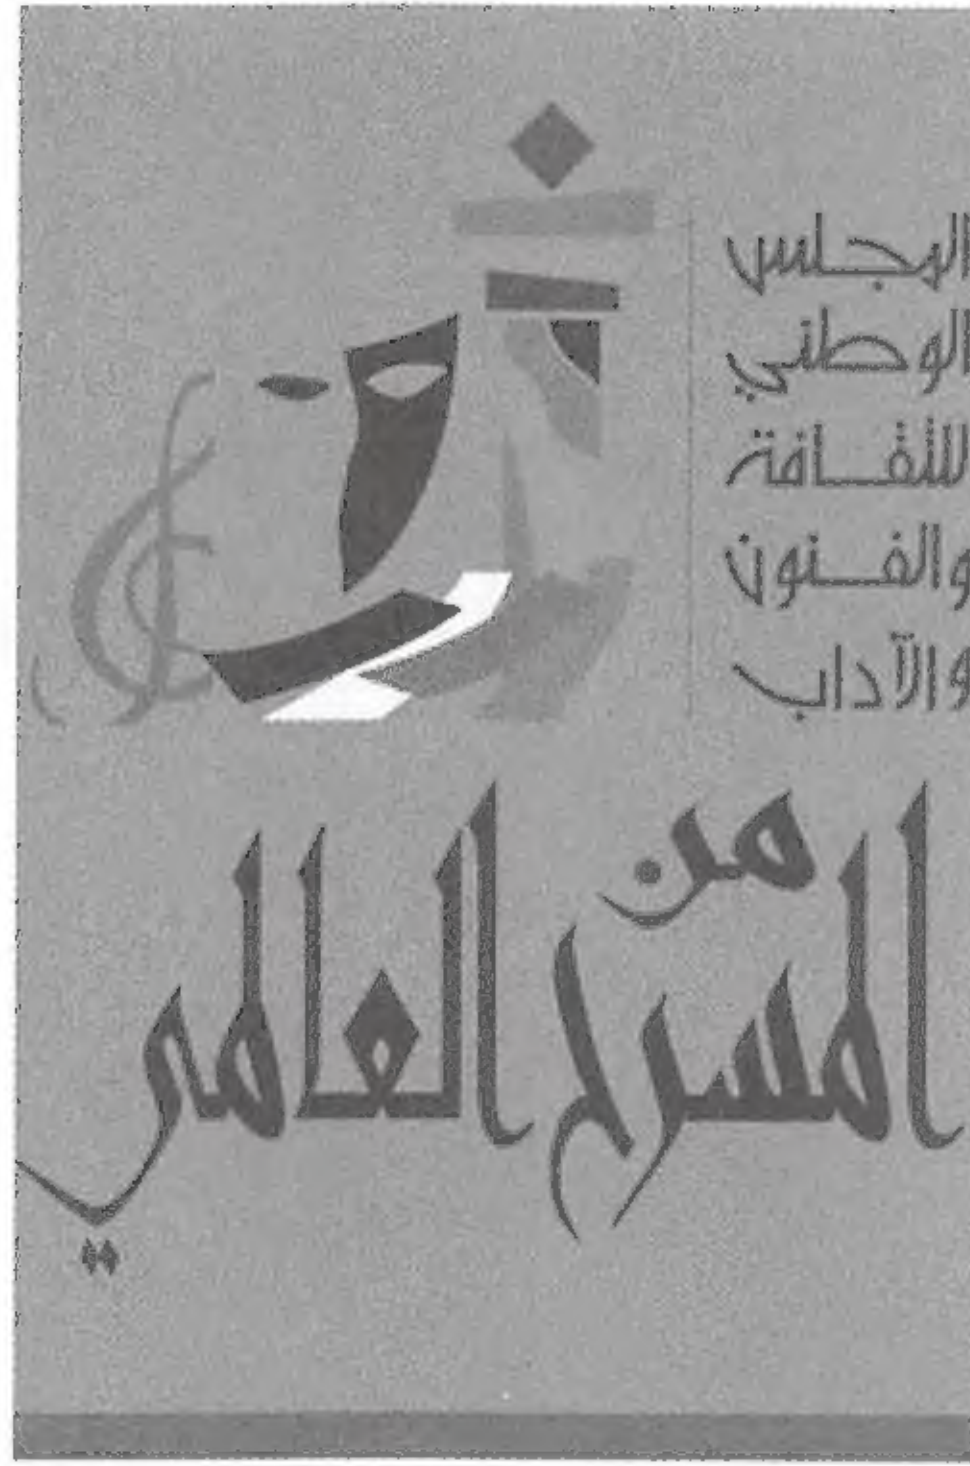 المجلس
الوطني
للثقافة
والفنون
والآداب
من
المسرح العالمي